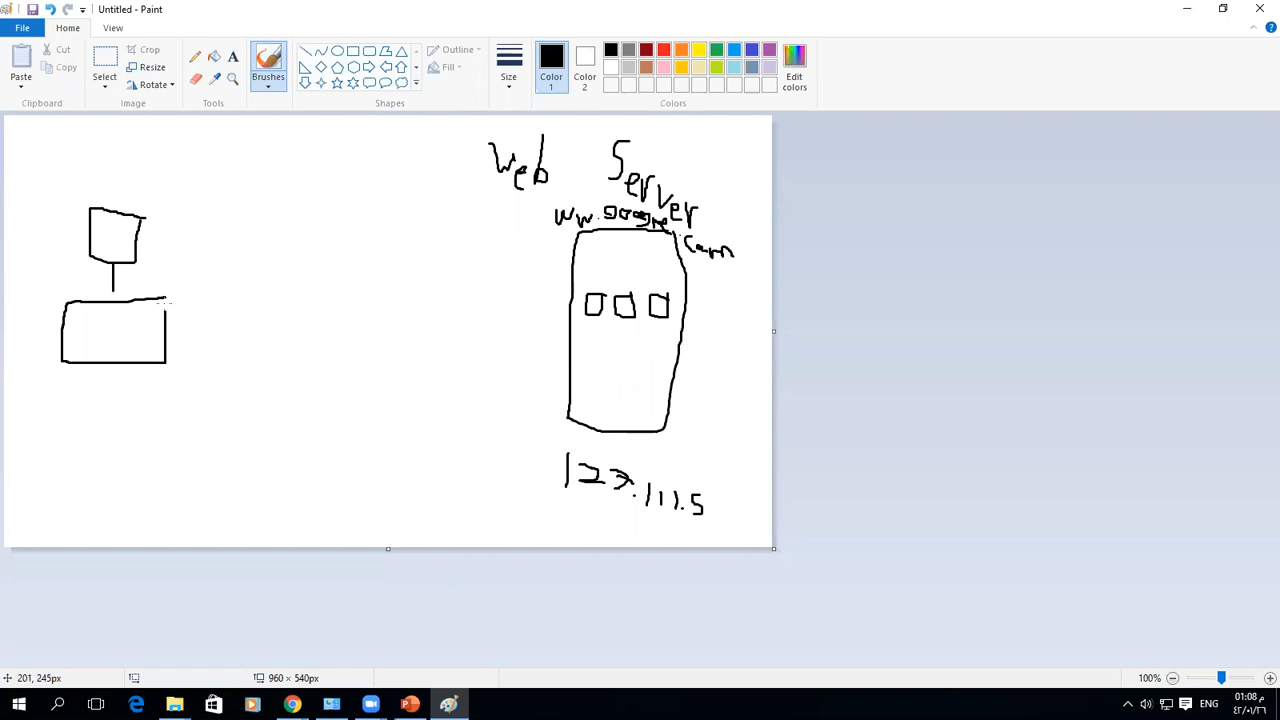 Untitled - Paint
File
Home
View
Paste
Cut
Copy
Clipboard
Select
Crop
Resize
Rotate
Image
A
Tools
Brushes
Outline
Fill
Shapes
Size
Color 1
Color 2
Edit colors
Colors
Web Server
www.google.com
123.111.5
201, 245px
960 × 540px
100%
ENG
01:08 م